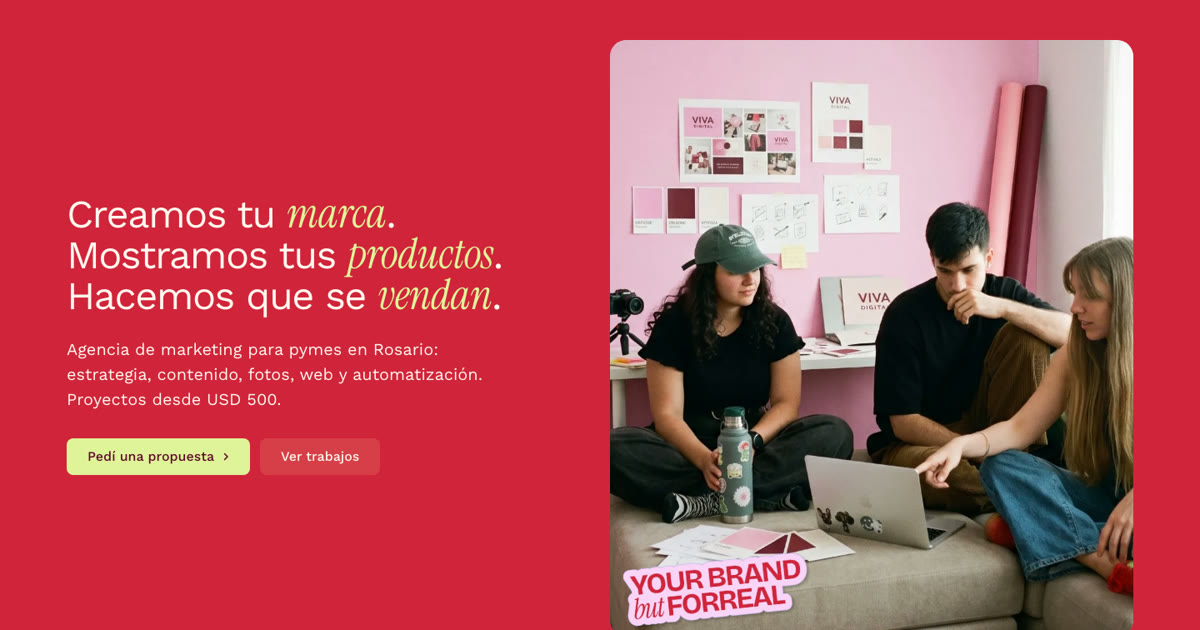 Creamos tu marca.
Mostramos tus productos.
Hacemos que se vendan.
Agencia de marketing para pymes en Rosario:
estrategia, contenido, fotos, web y automatización.
Proyectos desde USD 500.
Pedí una propuesta ›
Ver trabajos
VIVA
DIGITAL
VIVA
DIGITAL
VIVA
DIGITAL
VIVA
DIGITAL
YOUR BRAND
but FORREAL